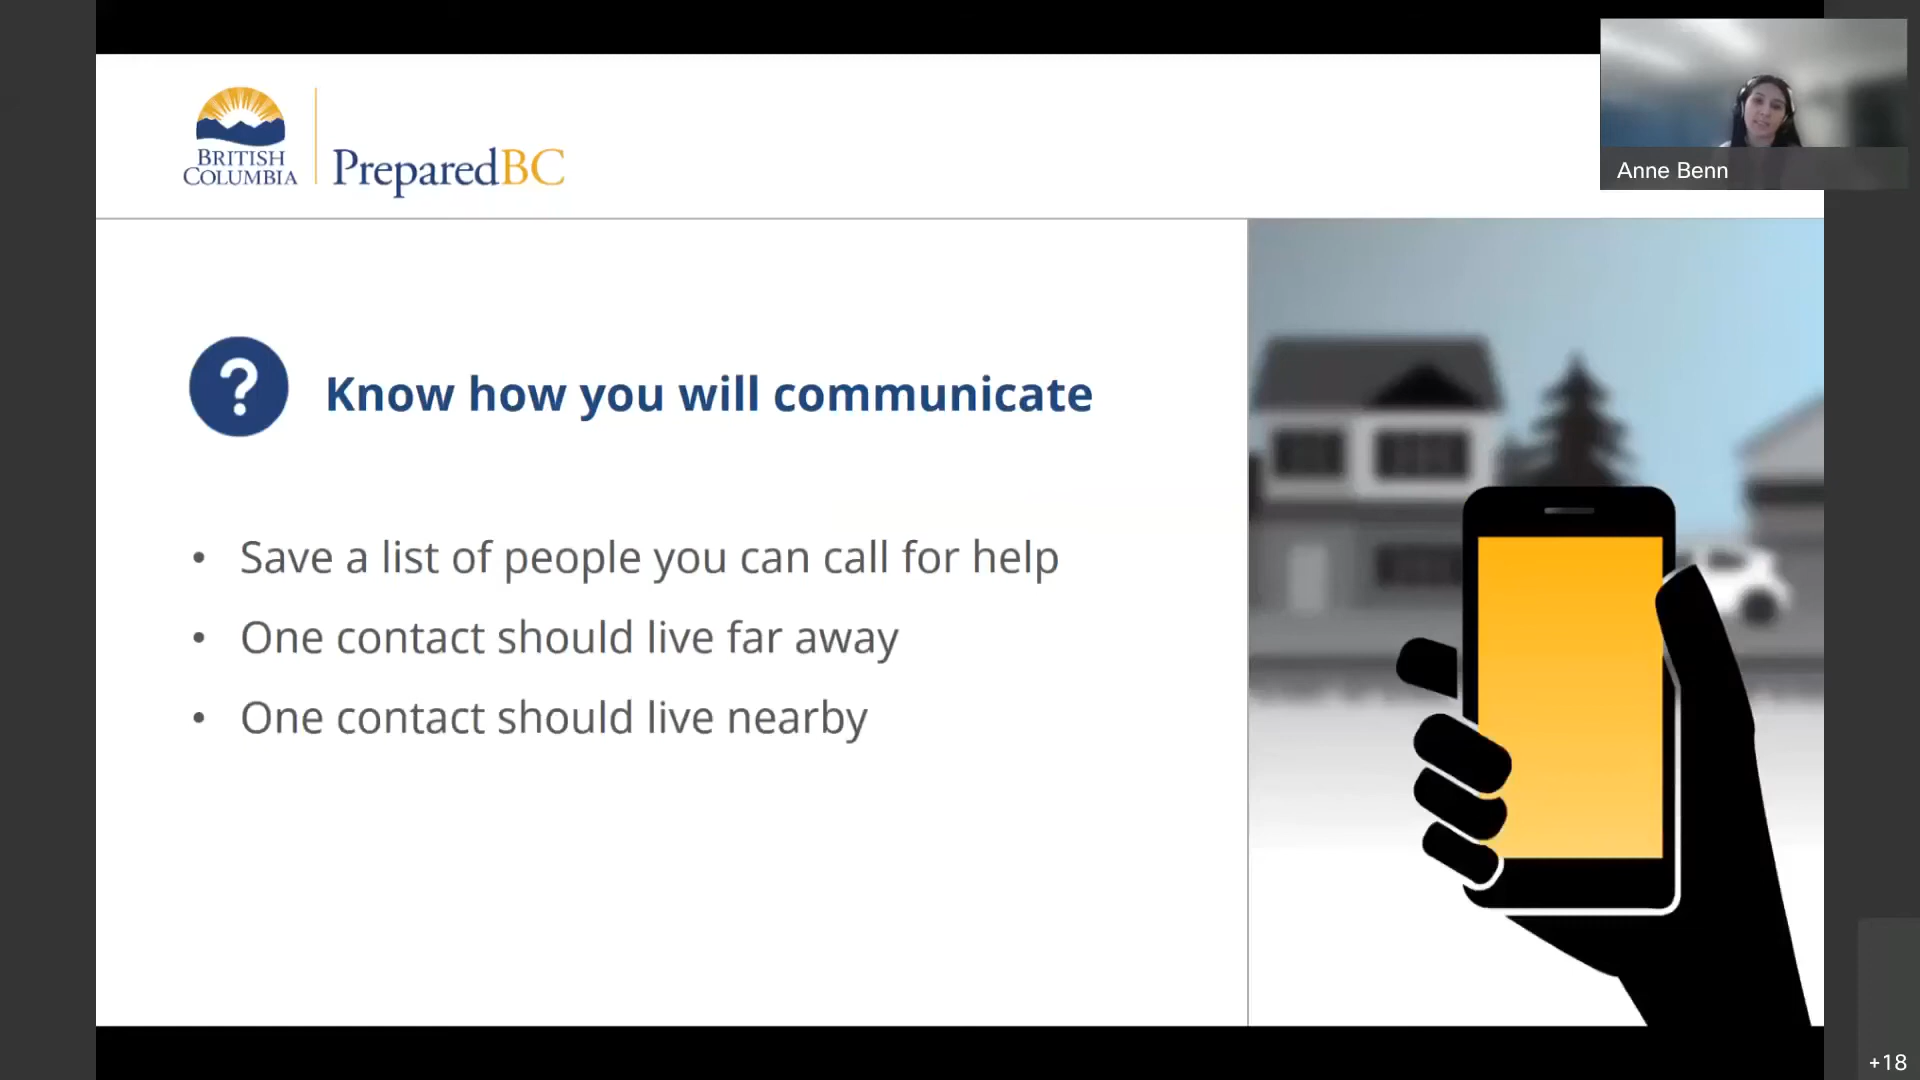 BRITISH
COLUMBIA
PreparedBC
Anne Benn
?
Know how you will communicate
• Save a list of people you can call for help
• One contact should live far away
• One contact should live nearby
+18